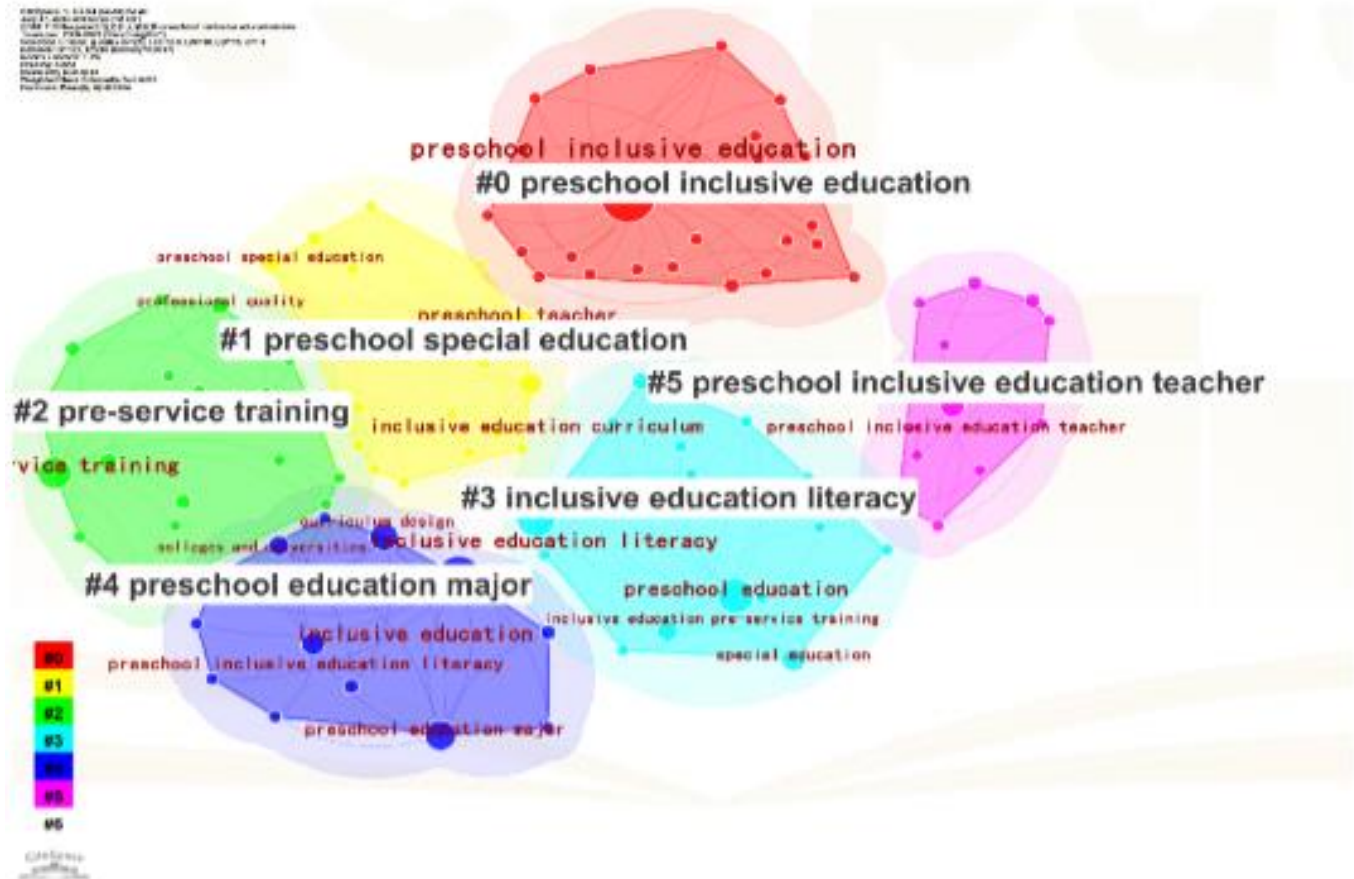 preschool inclusive education
#0 preschool inclusive education
preschool special education
professional quality
preschool teacher
#1 preschool special education
#5 preschool inclusive education teacher
#2 pre-service training
inclusive education curriculum
preschool inclusive education teacher
vice training
#3 inclusive education literacy
curriculum design
inclusive education literacy
colleges and universities
#4 preschool education major
preschool education
inclusive education pre-service training
inclusive education
special education
preschool inclusive education literacy
preschool education major
#0
#1
#2
#3
#4
#5
#6
CiteSpace